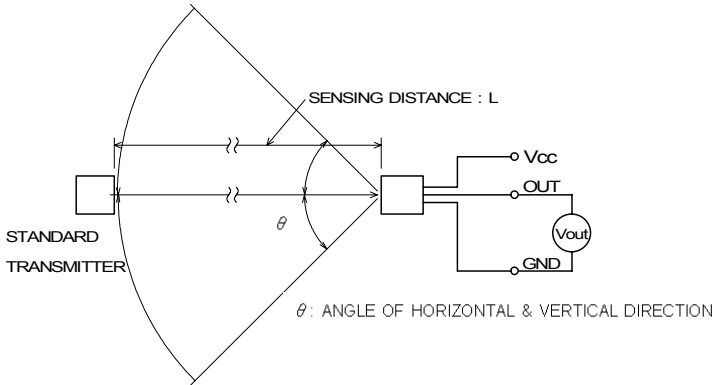 SENSING DISTANCE : L
Vcc
OUT
Vout
GND
θ
STANDARD
TRANSMITTER
θ: ANGLE OF HORIZONTAL & VERTICAL DIRECTION